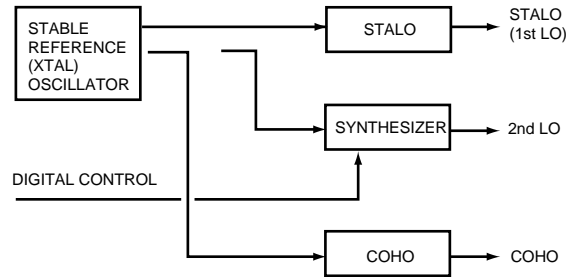 STABLE
REFERENCE
(XTAL)
OSCILLATOR
STALO
STALO
(1st LO)
SYNTHESIZER
2nd LO
DIGITAL CONTROL
COHO
COHO